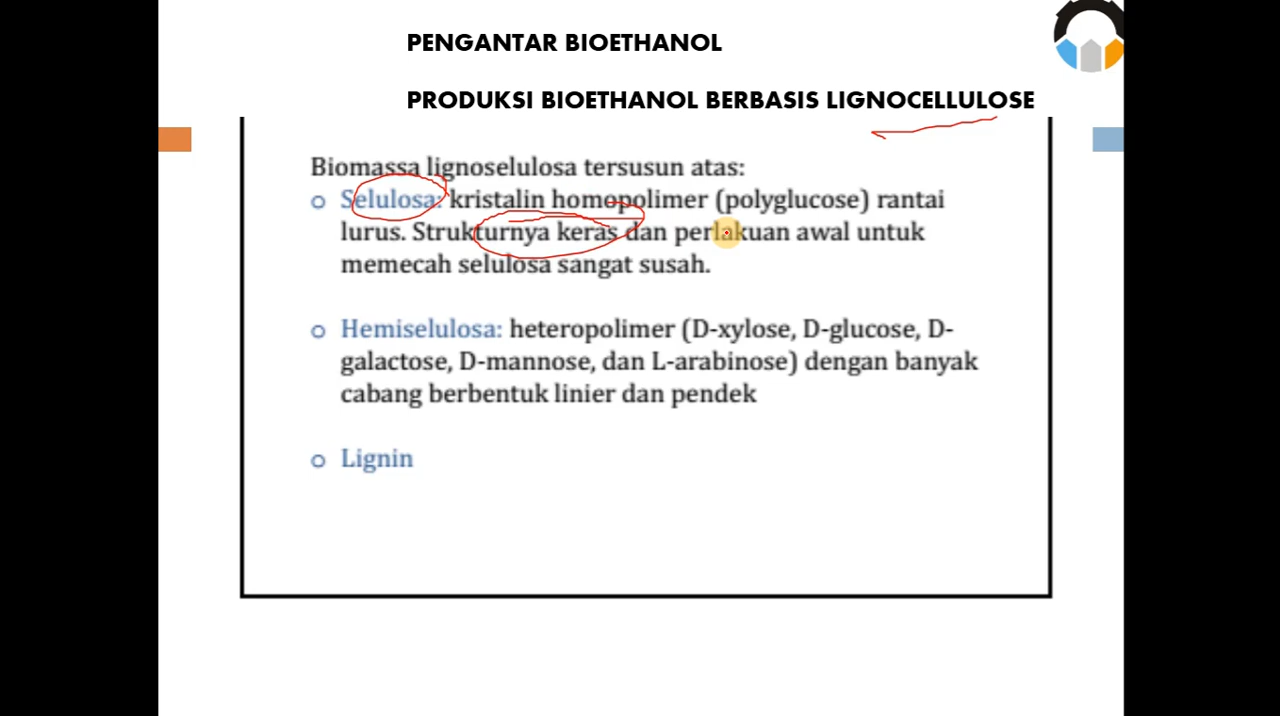 PENGANTAR BIOETHANOL
PRODUKSI BIOETHANOL BERBASIS LIGNOCELLULOSE
Biomassa lignoselulosa tersusun atas:
o Selulosa: kristalin homopolimer (polyglucose) rantai
lurus. Strukturnya keras dan perlakuan awal untuk
memecah selulosa sangat susah.
o Hemiselulosa: heteropolimer (D-xylose, D-glucose, D-
galactose, D-mannose, dan L-arabinose) dengan banyak
cabang berbentuk linier dan pendek
o Lignin